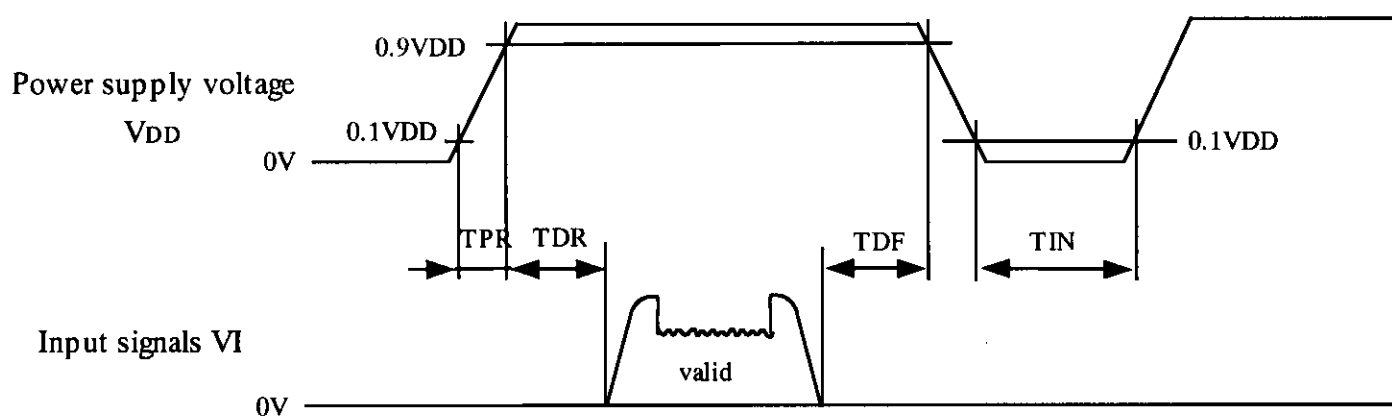 0.9VDD
Power supply voltage
VDD
0.1VDD
0.1VDD
0V
TPR
TDR
TDF
TIN
Input signals VI
valid
0V